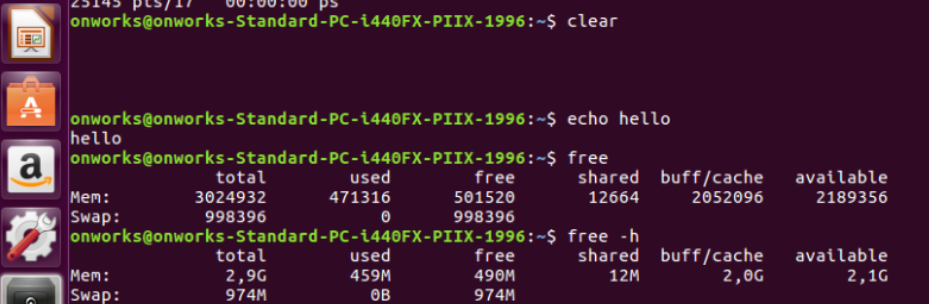 25145 pts/17   00:00:00 ps
onworks@onworks-Standard-PC-i440FX-PIIX-1996:~$ clear
onworks@onworks-Standard-PC-i440FX-PIIX-1996:~$ echo hello
hello
onworks@onworks-Standard-PC-i440FX-PIIX-1996:~$ free
              total        used        free      shared  buff/cache   available
Mem:        3024932      471316      501520       12664     2052096     2189356
Swap:        998396           0      998396
onworks@onworks-Standard-PC-i440FX-PIIX-1996:~$ free -h
              total        used        free      shared  buff/cache   available
Mem:           2,9G        459M        490M         12M        2,0G        2,1G
Swap:          974M          0B        974M